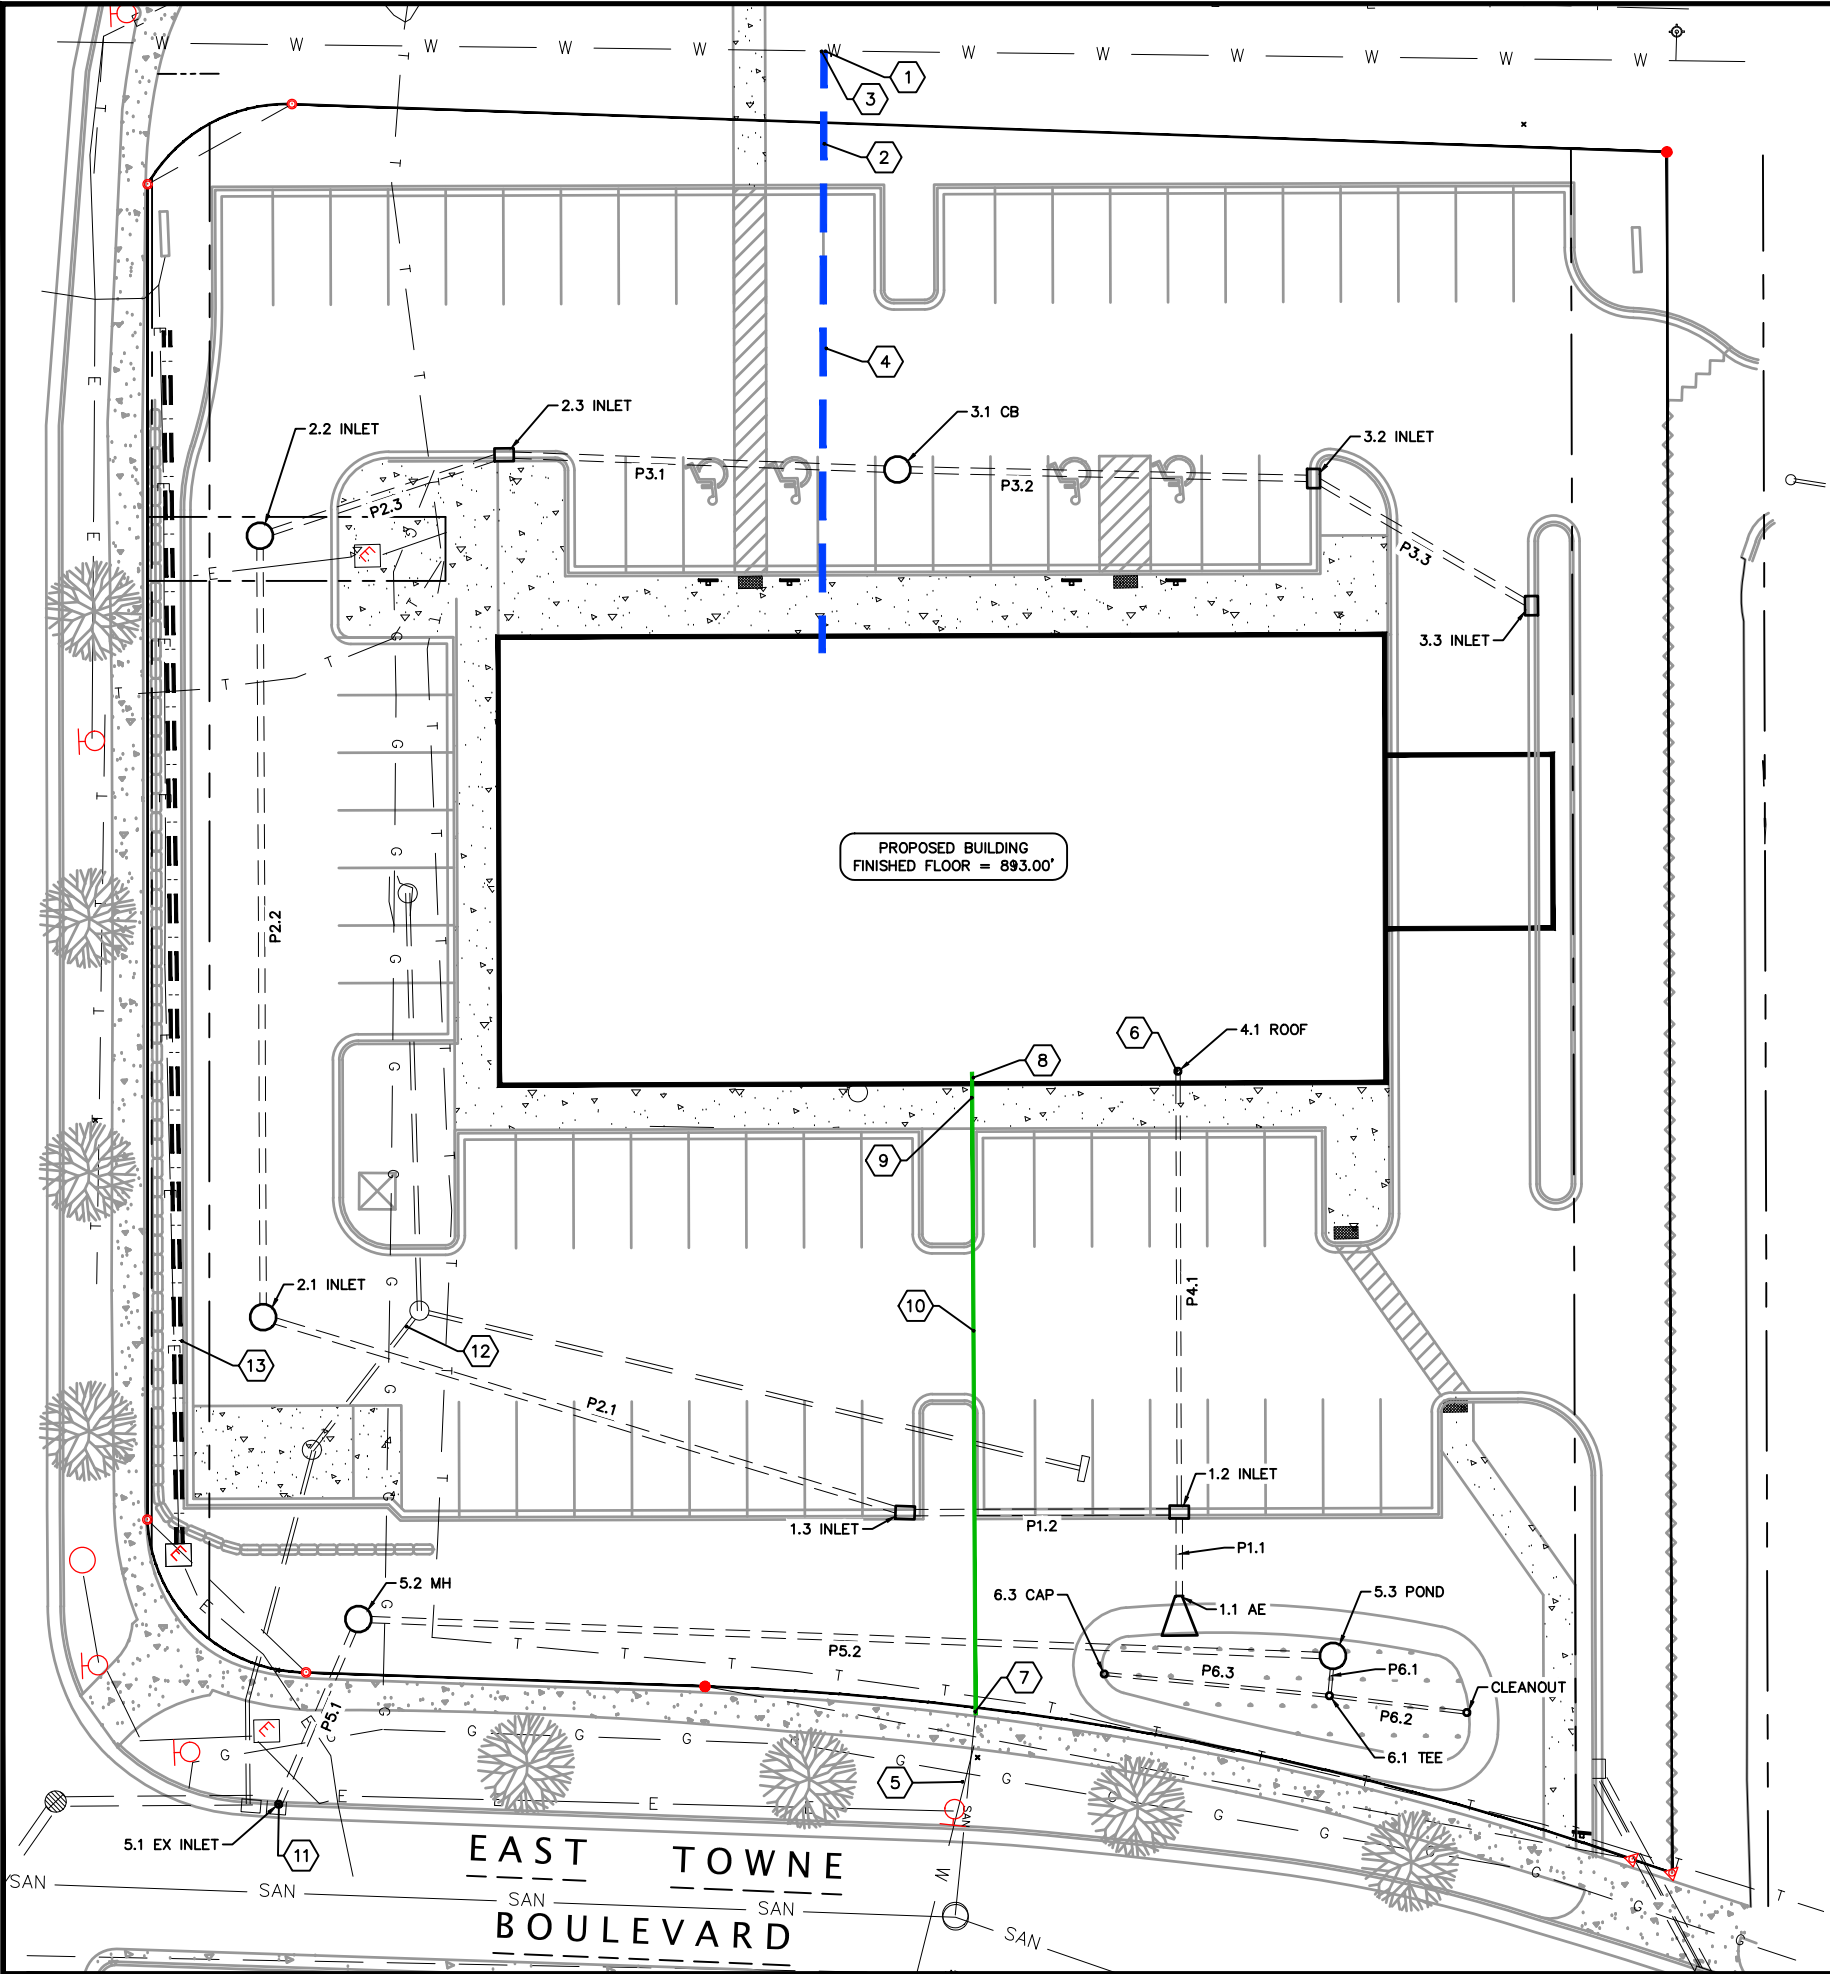 W W W W W W W W W W W W
1
3
2
4
2.3 INLET
3.1 CB
2.2 INLET
3.2 INLET
P3.1
P3.2
P2.3
P3.3
3.3 INLET
PROPOSED BUILDING
FINISHED FLOOR = 893.00'
P2.2
6
4.1 ROOF
8
9
2.1 INLET
P4.1
10
12
13
P2.1
1.2 INLET
1.3 INLET
P1.2
P1.1
5.2 MH
6.3 CAP
5.3 POND
1.1 AE
P5.2
P6.3
P6.1
7
CLEANOUT
P5.1
P6.2
6.1 TEE
5
5.1 EX INLET
11
EAST TOWNE
BOULEVARD
SAN SAN SAN SAN SAN
SAN
W